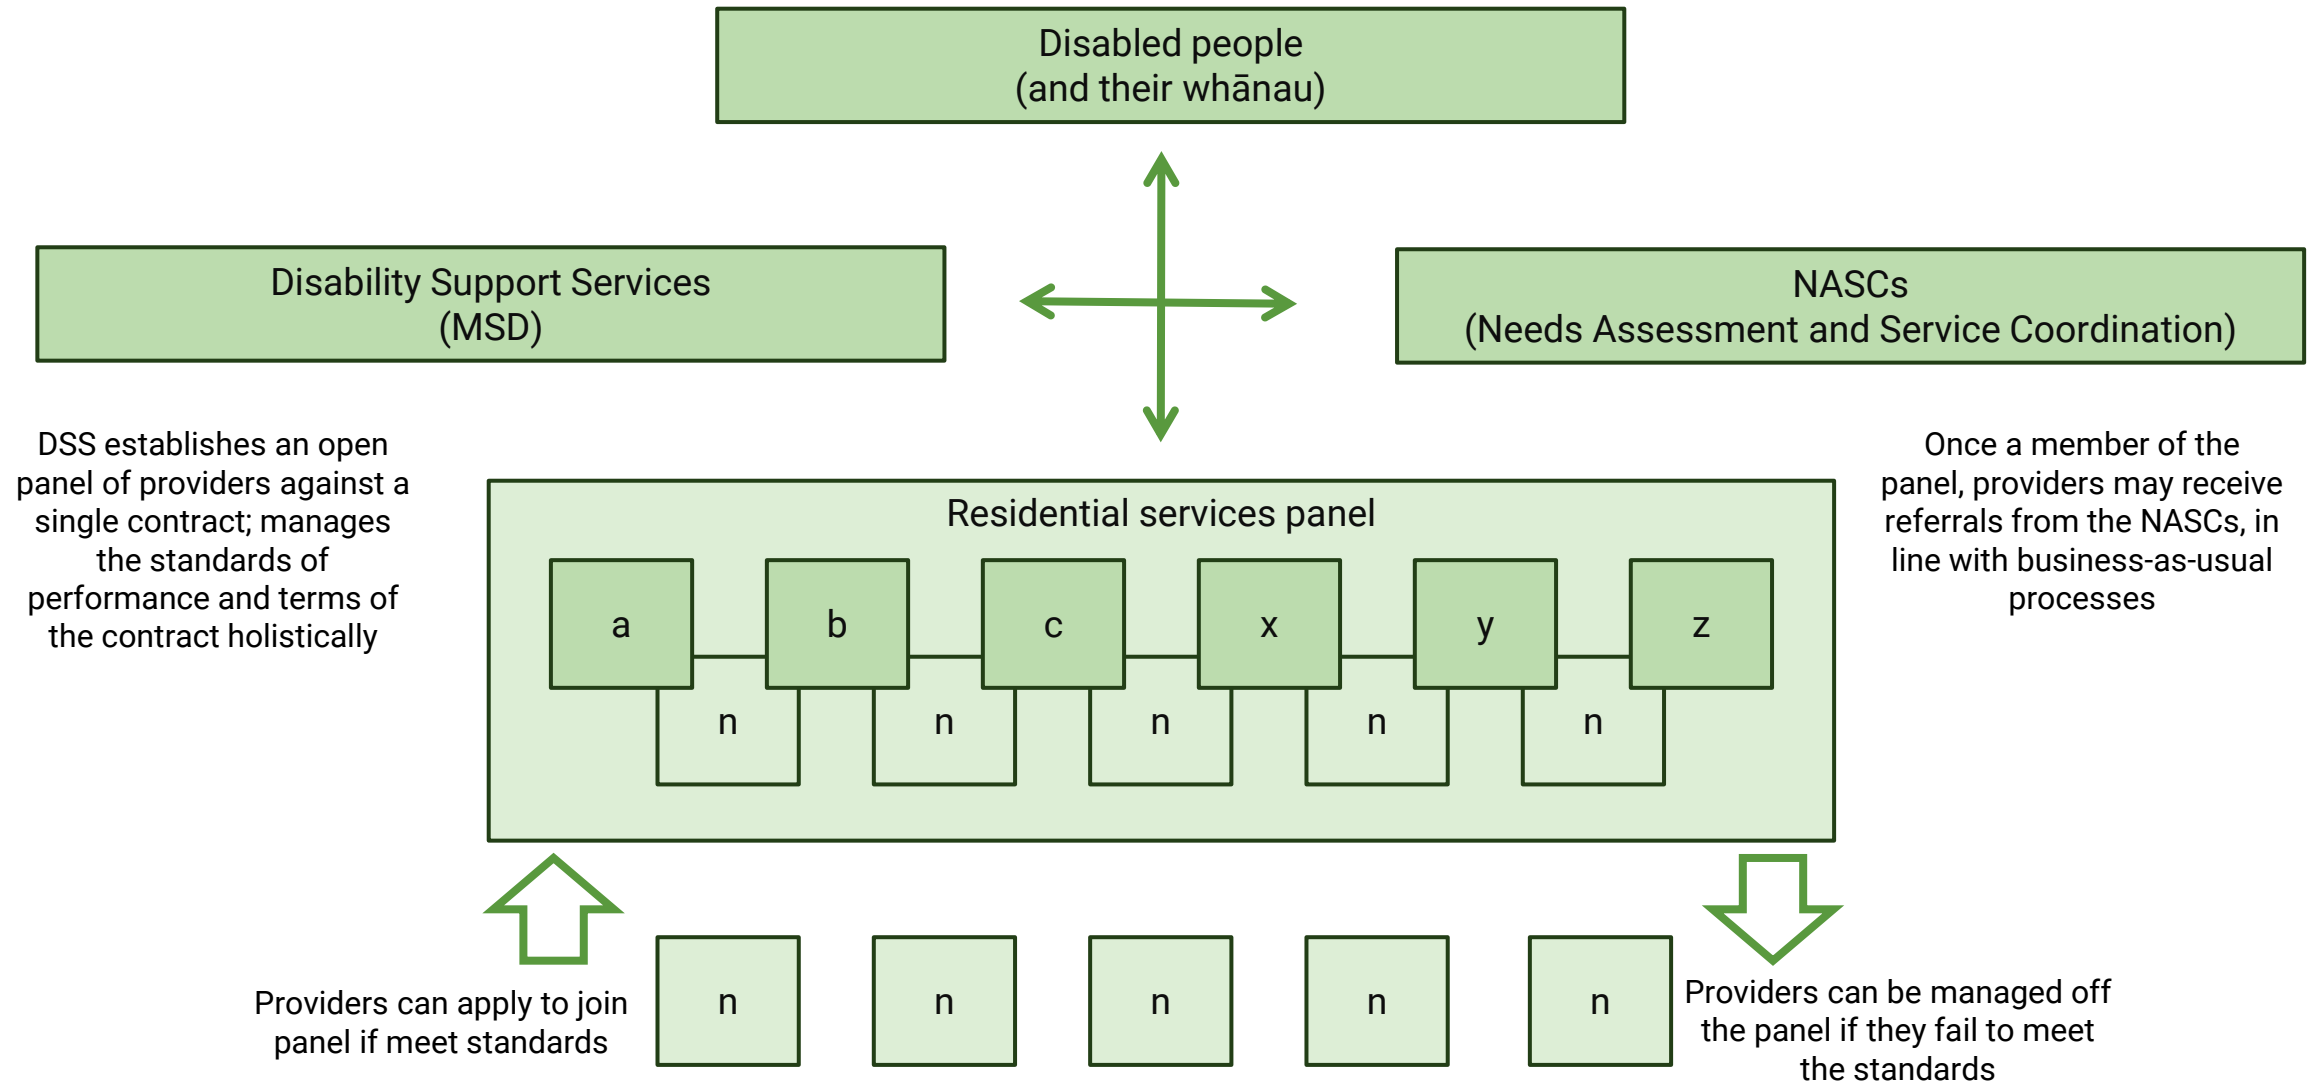 Disabled people
(and their whānau)
Disability Support Services
(MSD)
NASCs
(Needs Assessment and Service Coordination)
DSS establishes an open
panel of providers against a
single contract; manages
the standards of
performance and terms of
the contract holistically
Once a member of the
panel, providers may receive
referrals from the NASCs, in
line with business-as-usual
processes
Residential services panel
a
b
c
x
y
z
n
n
n
n
n
Providers can apply to join
panel if meet standards
n
n
n
n
n
Providers can be managed off
the panel if they fail to meet
the standards